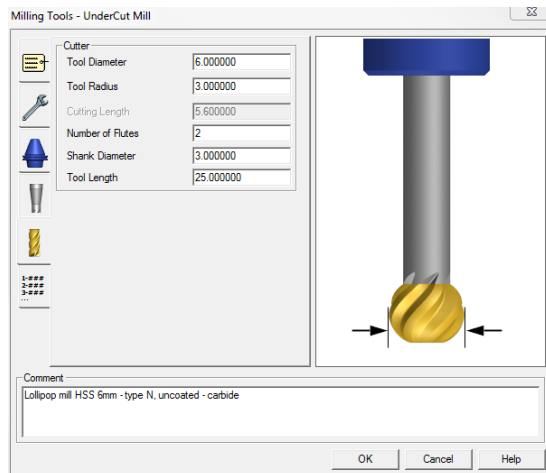 Milling Tools - UnderCut Mill
Cutter
Tool Diameter 6.000000
Tool Radius 3.000000
Cutting Length 5.600000
Number of Flutes 2
Shank Diameter 3.000000
Tool Length 25.000000
1-###
2-###
3-###
...
Comment
Lollipop mill HSS 6mm - type N, uncoated - carbide
OK Cancel Help